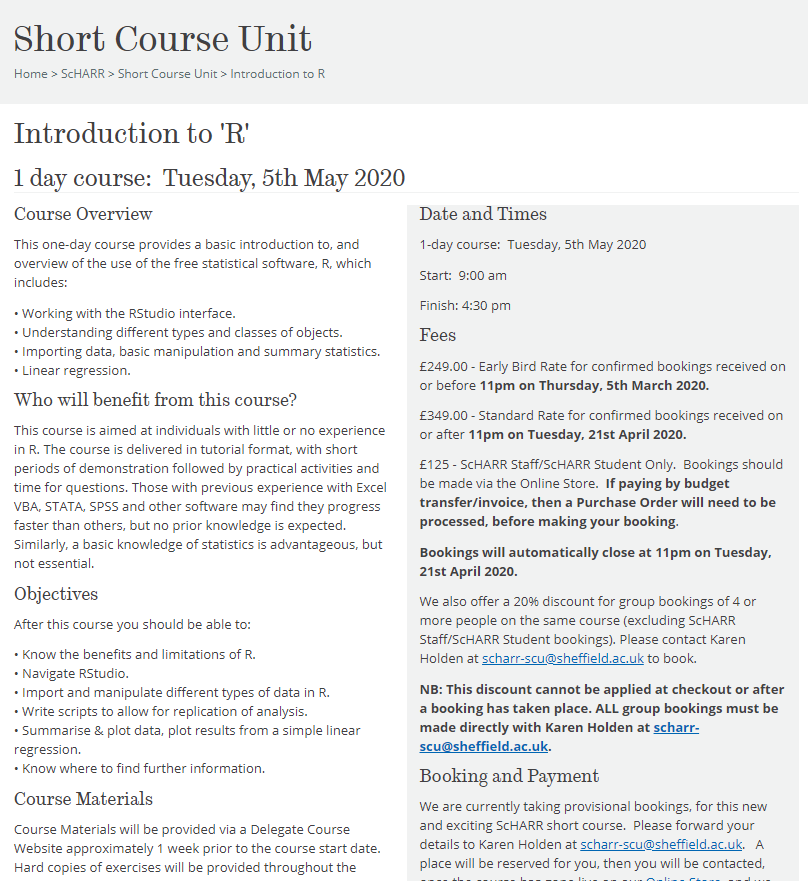 Short Course Unit
Home > ScHARR > Short Course Unit > Introduction to R
Introduction to 'R'
1 day course:  Tuesday, 5th May 2020
Course Overview
This one-day course provides a basic introduction to, and
overview of the use of the free statistical software, R, which
includes:
• Working with the RStudio interface.
• Understanding different types and classes of objects.
• Importing data, basic manipulation and summary statistics.
• Linear regression.
Who will benefit from this course?
This course is aimed at individuals with little or no experience
in R. The course is delivered in tutorial format, with short
periods of demonstration followed by practical activities and
time for questions. Those with previous experience with Excel
VBA, STATA, SPSS and other software may find they progress
faster than others, but no prior knowledge is expected.
Similarly, a basic knowledge of statistics is advantageous, but
not essential.
Objectives
After this course you should be able to:
• Know the benefits and limitations of R.
• Navigate RStudio.
• Import and manipulate different types of data in R.
• Write scripts to allow for replication of analysis.
• Summarise & plot data, plot results from a simple linear
regression.
• Know where to find further information.
Course Materials
Course Materials will be provided via a Delegate Course
Website approximately 1 week prior to the course start date.
Hard copies of exercises will be provided throughout the
Date and Times
1-day course:  Tuesday, 5th May 2020
Start:  9:00 am
Finish: 4:30 pm
Fees
£249.00 - Early Bird Rate for confirmed bookings received on
or before 11pm on Thursday, 5th March 2020.
£349.00 - Standard Rate for confirmed bookings received on
or after 11pm on Tuesday, 21st April 2020.
£125 - ScHARR Staff/ScHARR Student Only.  Bookings should
be made via the Online Store.  If paying by budget
transfer/invoice, then a Purchase Order will need to be
processed, before making your booking.
Bookings will automatically close at 11pm on Tuesday,
21st April 2020.
We also offer a 20% discount for group bookings of 4 or
more people on the same course (excluding ScHARR
Staff/ScHARR Student bookings). Please contact Karen
Holden at scharr-scu@sheffield.ac.uk to book.
NB: This discount cannot be applied at checkout or after
a booking has taken place. ALL group bookings must be
made directly with Karen Holden at scharr-
scu@sheffield.ac.uk.
Booking and Payment
We are currently taking provisional bookings, for this new
and exciting ScHARR short course.  Please forward your
details to Karen Holden at scharr-scu@sheffield.ac.uk.   A
place will be reserved for you, then you will be contacted,
once the course has gone live on our Online Store, and we